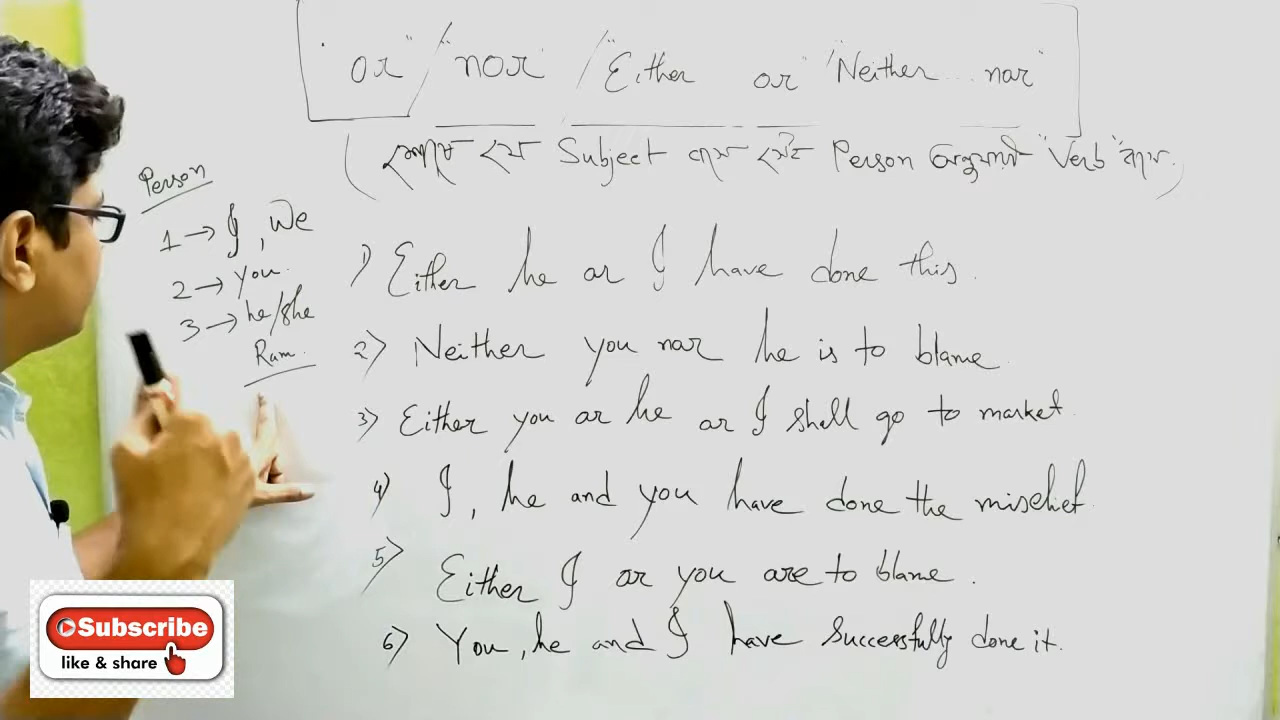 "or" / "nor" / "Either or" "Neither... nor"
Subject Person Verb
Person
1 → I, We
2 → you.
3 → he/she
Ram.
1) Either he or I have done this.
2) Neither you nor he is to blame.
3) Either you or he or I shall go to market.
4) I, he and you have done the mischief.
5) Either I or you are to blame.
6) You, he and I have successfully done it.
Subscribe
like & share